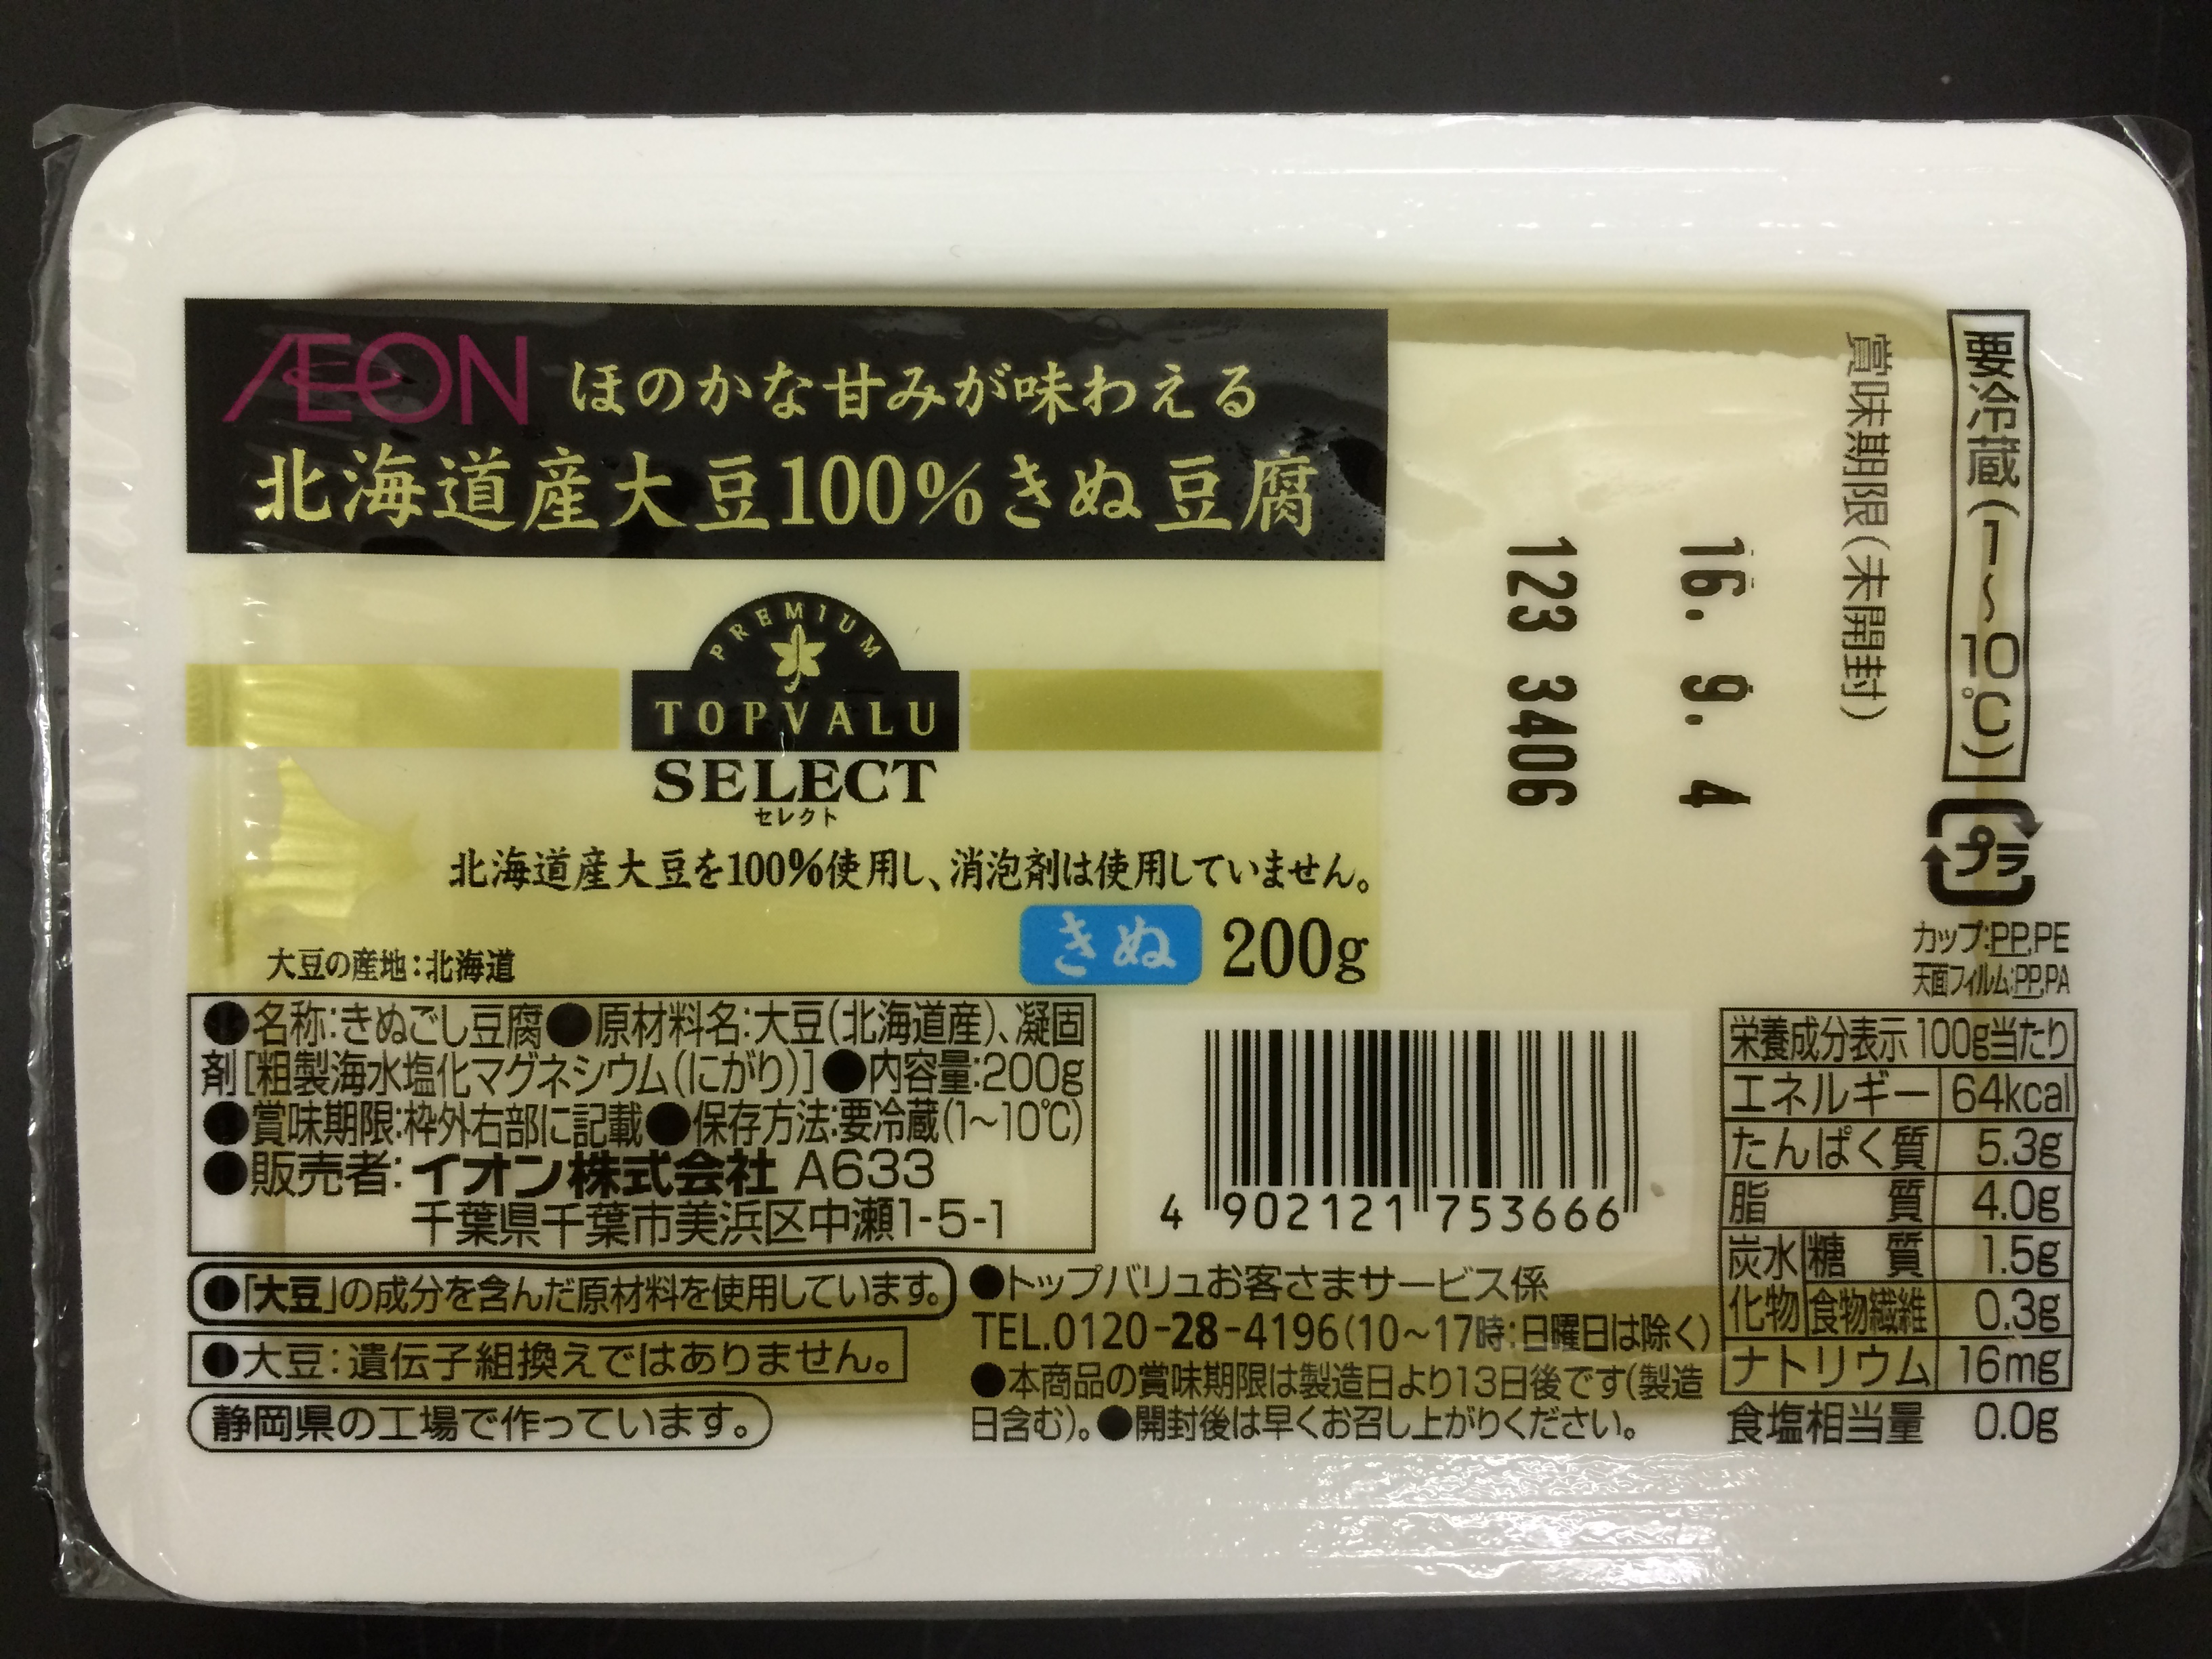 ÆON ほのかな甘みが味わえる
北海道産大豆100%きぬ豆腐
PREMIUM
TOPVALU
SELECT
セレクト
北海道産大豆を100%使用し、消泡剤は使用していません。
きぬ 200g
大豆の産地:北海道
●名称:きぬごし豆腐●原材料名:大豆(北海道産)、凝固
剤[粗製海水塩化マグネシウム(にがり)]●内容量:200g
●賞味期限:枠外右部に記載●保存方法:要冷蔵(1~10℃)
●販売者:イオン株式会社 A633
千葉県千葉市美浜区中瀬1-5-1
●「大豆」の成分を含んだ原材料を使用しています。
●大豆:遺伝子組換えではありません。
静岡県の工場で作っています。
4 902121 753666
●トップバリュお客さまサービス係
TEL.0120-28-4196(10~17時:日曜日は除く)
●本商品の賞味期限は製造日より13日後です(製造
日含む)。●開封後は早くお召し上がりください。
要冷蔵(1~10℃)
賞味期限(未開封)
16. 9. 4
123 3406
プラ
カップ:PP,PE
天面フィルム:PP,PA
栄養成分表示 100g当たり
エネルギー 64kcal
たんぱく質 5.3g
脂質 4.0g
炭水化物 糖質 1.5g
食物繊維 0.3g
ナトリウム 16mg
食塩相当量 0.0g